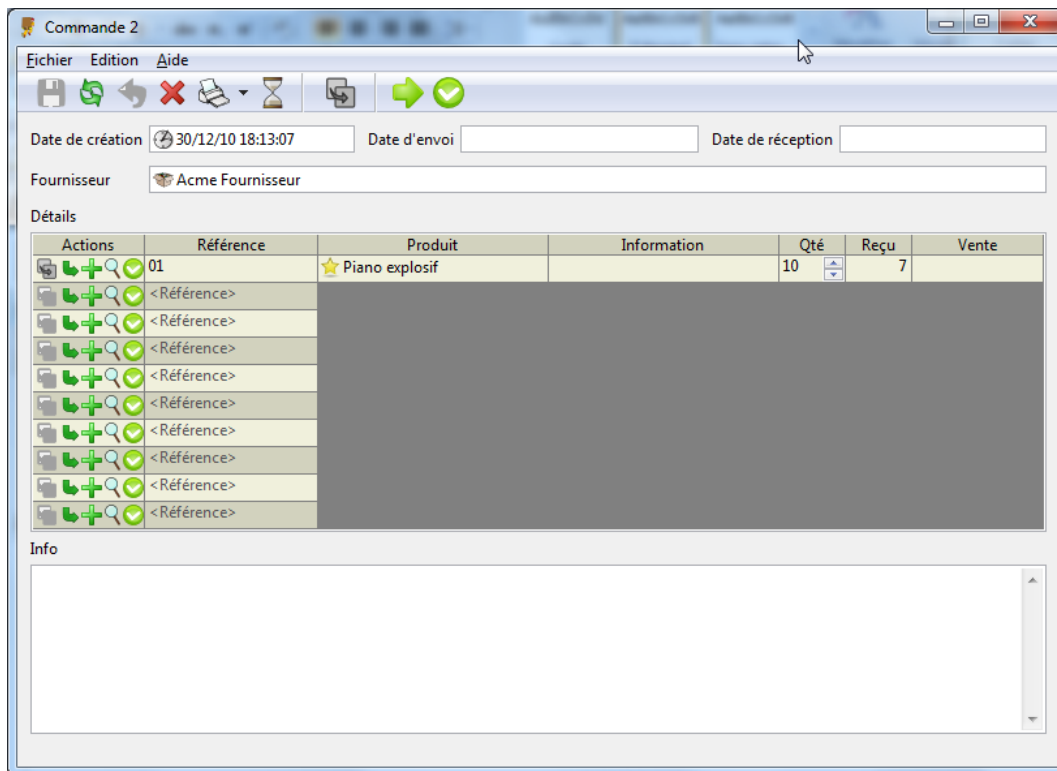 Commande 2
Fichier Edition Aide
Date de création 30/12/10 18:13:07 Date d'envoi Date de réception
Fournisseur Acme Fournisseur
Détails
Actions Référence Produit Information Qté Reçu Vente
01 Piano explosif 10 7
<Référence>
<Référence>
<Référence>
<Référence>
<Référence>
<Référence>
<Référence>
<Référence>
<Référence>
Info